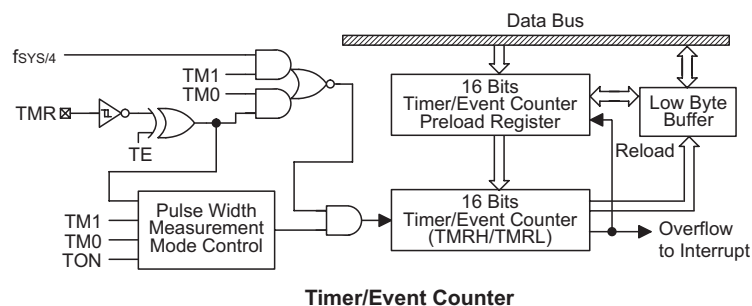 Data Bus
fSYS/4
TM1
TM0
TMR
TE
16 Bits
Timer/Event Counter
Preload Register
Low Byte
Buffer
Reload
TM1
TM0
TON
Pulse Width
Measurement
Mode Control
16 Bits
Timer/Event Counter
(TMRH/TMRL)
Overflow
to Interrupt
Timer/Event Counter